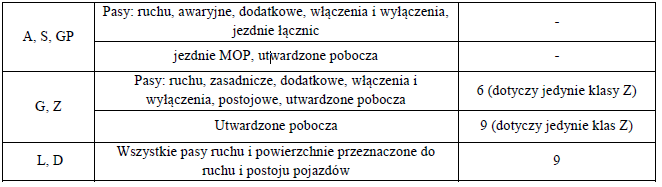 A, S, GP
Pasy: ruchu, awaryjne, dodatkowe, włączenia i wyłączenia,
jezdnie łącznic
-
jezdnie MOP, utwardzone pobocza
-
G, Z
Pasy: ruchu, zasadnicze, dodatkowe, włączenia i
wyłączenia, postojowe, utwardzone pobocza
6 (dotyczy jedynie klasy Z)
Utwardzone pobocza
9 (dotyczy jedynie klas Z)
L, D
Wszystkie pasy ruchu i powierzchnie przeznaczone do
ruchu i postoju pojazdów
9